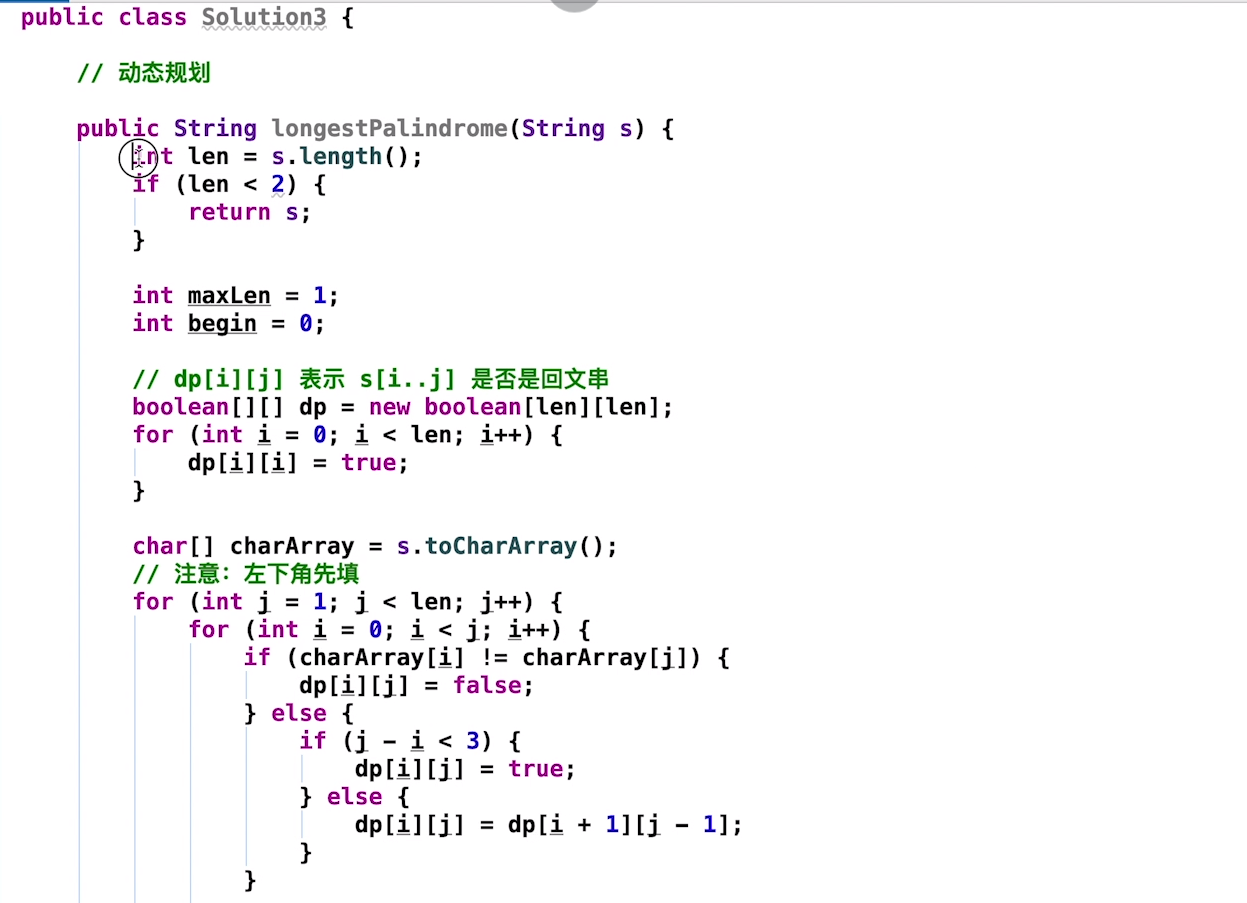 public class Solution3 {
// 动态规划
public String longestPalindrome(String s) {
int len = s.length();
if (len < 2) {
return s;
}
int maxLen = 1;
int begin = 0;
// dp[i][j] 表示 s[i..j] 是否是回文串
boolean[][] dp = new boolean[len][len];
for (int i = 0; i < len; i++) {
dp[i][i] = true;
}
char[] charArray = s.toCharArray();
// 注意：左下角先填
for (int j = 1; j < len; j++) {
for (int i = 0; i < j; i++) {
if (charArray[i] != charArray[j]) {
dp[i][j] = false;
} else {
if (j - i < 3) {
dp[i][j] = true;
} else {
dp[i][j] = dp[i + 1][j - 1];
}
}